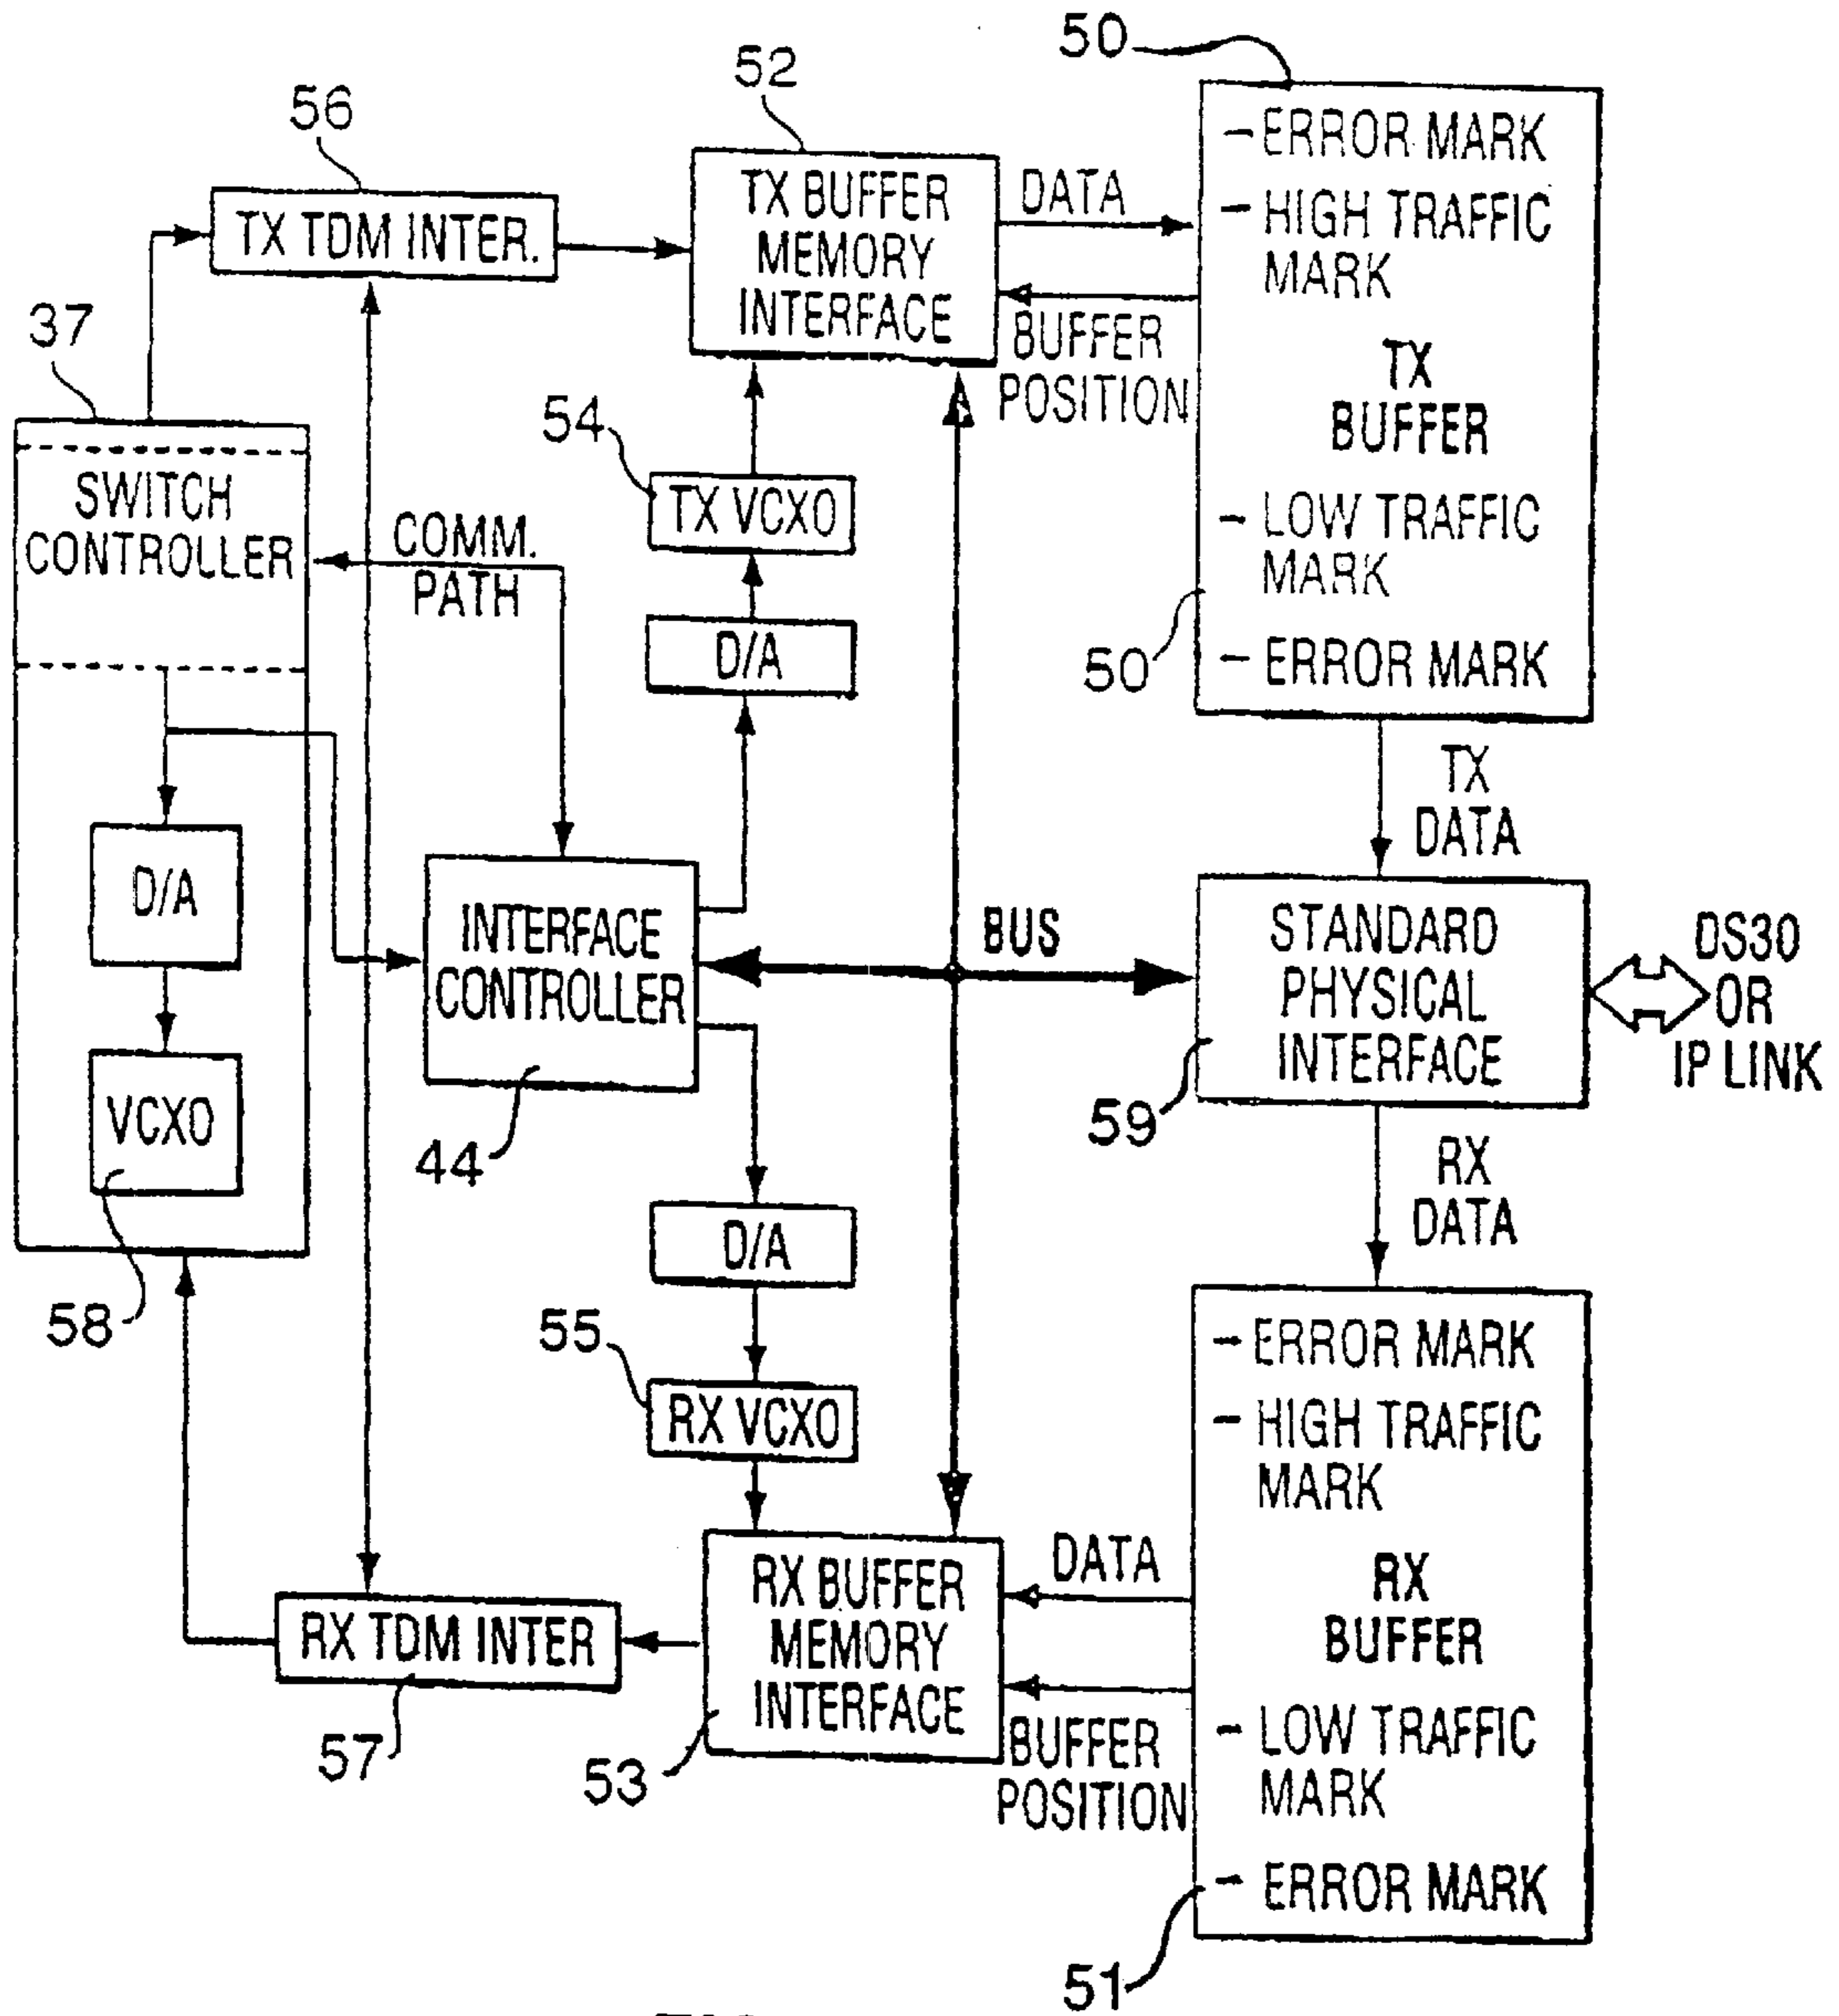 50
52
56
- ERROR MARK
- HIGH TRAFFIC
MARK
TX
BUFFER
- LOW TRAFFIC
MARK
- ERROR MARK
50
TX BUFFER
MEMORY
INTERFACE
DATA
BUFFER
POSITION
TX TDM INTER.
37
SWITCH
CONTROLLER
COMM.
PATH
54
TX VCXO
D/A
TX
DATA
D/A
VCXO
58
INTERFACE
CONTROLLER
44
BUS
STANDARD
PHYSICAL
INTERFACE
59
DS30
OR
IP LINK
RX
DATA
D/A
55
RX VCXO
RX TDM INTER
57
RX BUFFER
MEMORY
INTERFACE
53
DATA
BUFFER
POSITION
- ERROR MARK
- HIGH TRAFFIC
MARK
RX
BUFFER
- LOW TRAFFIC
MARK
- ERROR MARK
51